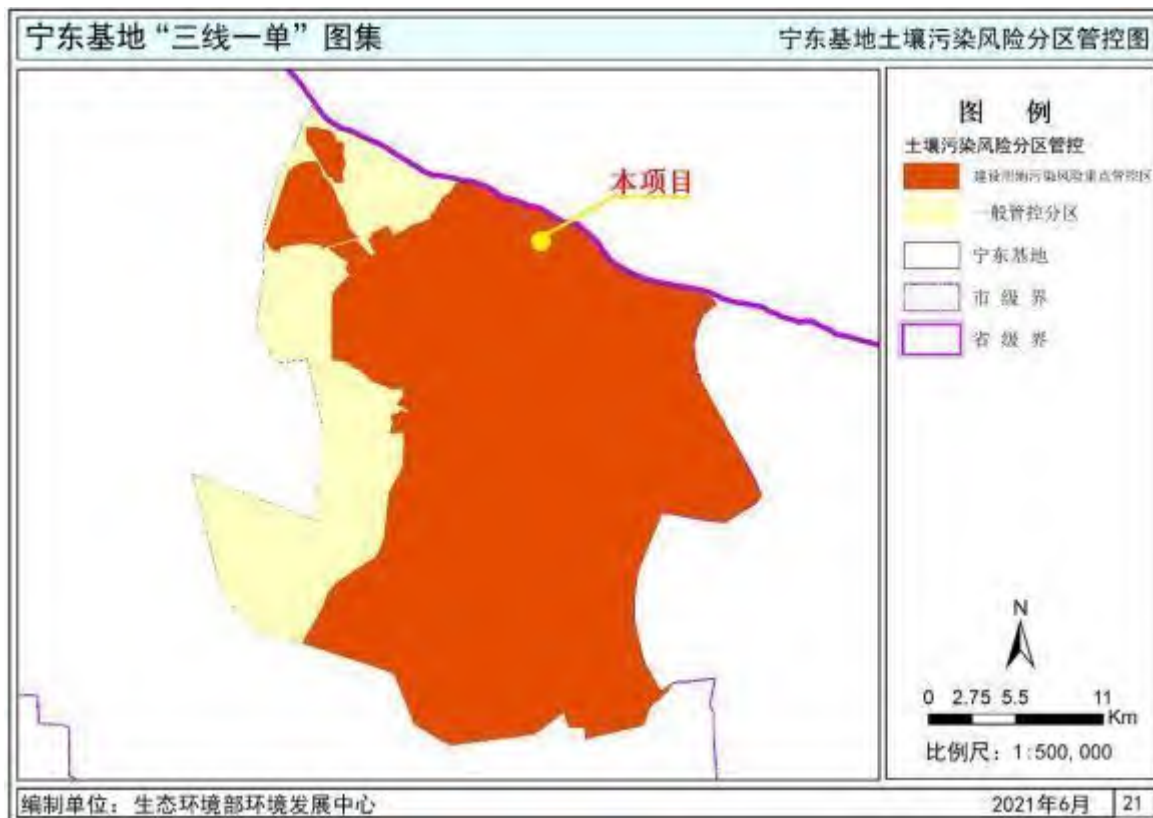 宁东基地“三线一单”图集
宁东基地土壤污染风险分区管控图
本项目
图 例
土壤污染风险分区管控
建设用地污染风险重点管控区
一般管控分区
宁东基地
市 级 界
省 级 界
N
0 2.75 5.5 11
Km
比例尺：1:500,000
编制单位：生态环境部环境发展中心
2021年6月
21